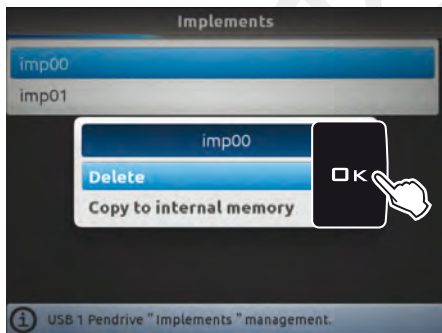 Implements
imp00
imp01
imp00
Delete
OK
Copy to internal memory
USB 1 Pendrive "Implements" management.